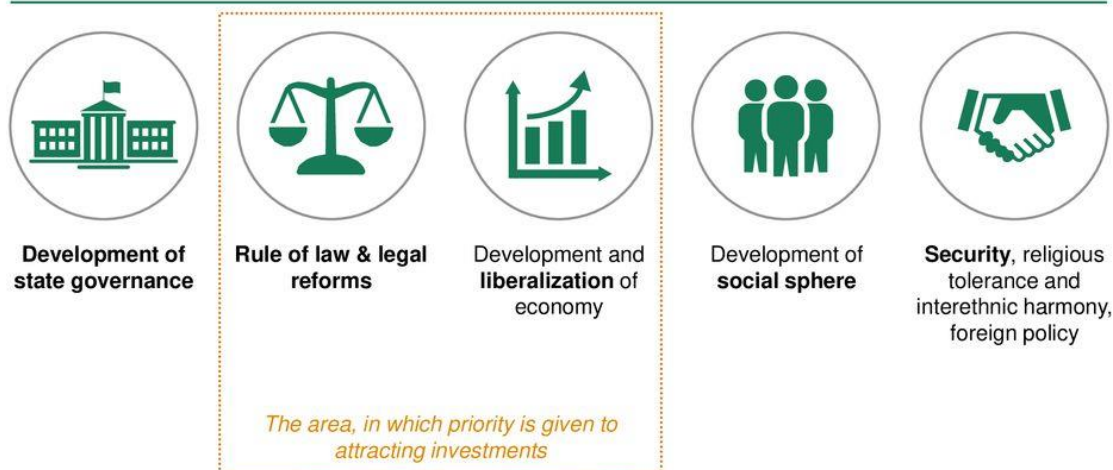 Development of
state governance
Rule of law & legal
reforms
Development and
liberalization of
economy
Development of
social sphere
Security, religious
tolerance and
interethnic harmony,
foreign policy
The area, in which priority is given to
attracting investments